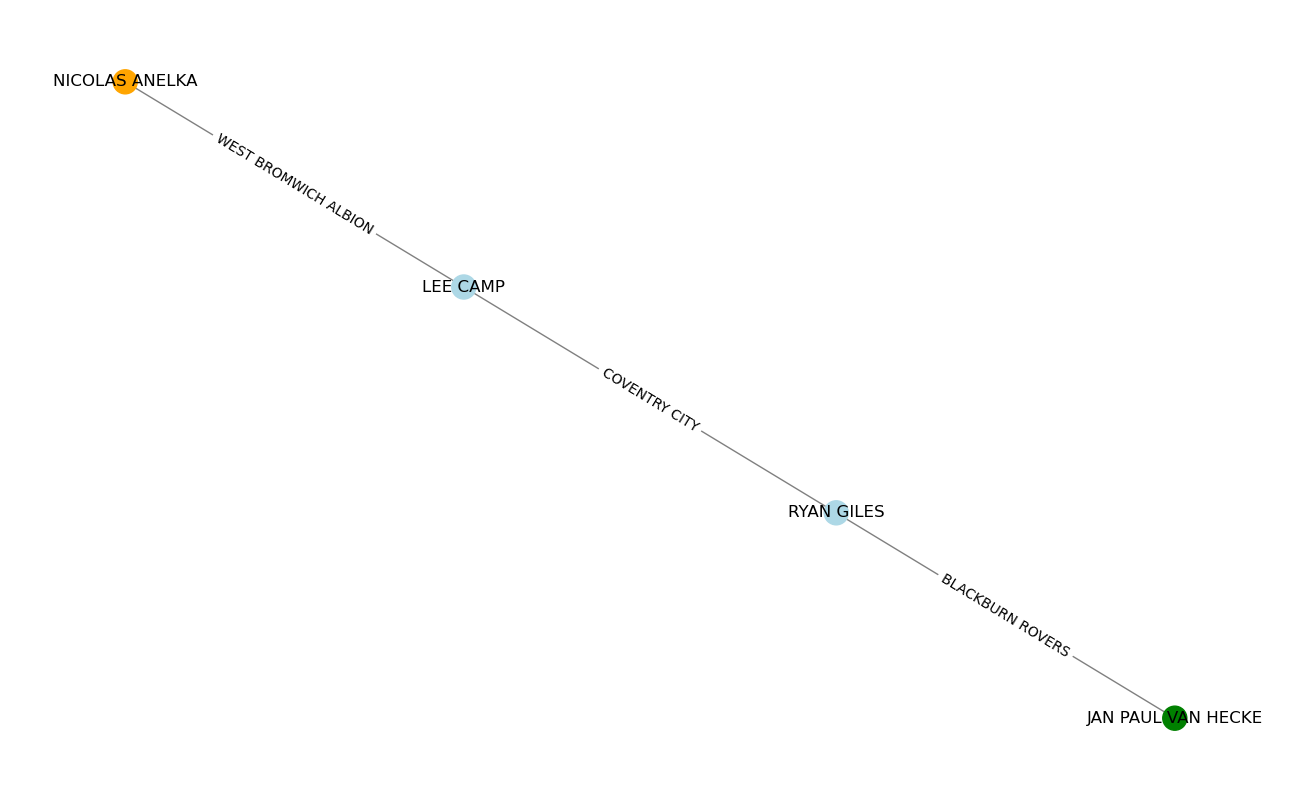 NICOLAS ANELKA
WEST BROMWICH ALBION
LEE CAMP
COVENTRY CITY
RYAN GILES
BLACKBURN ROVERS
JAN PAUL VAN HECKE